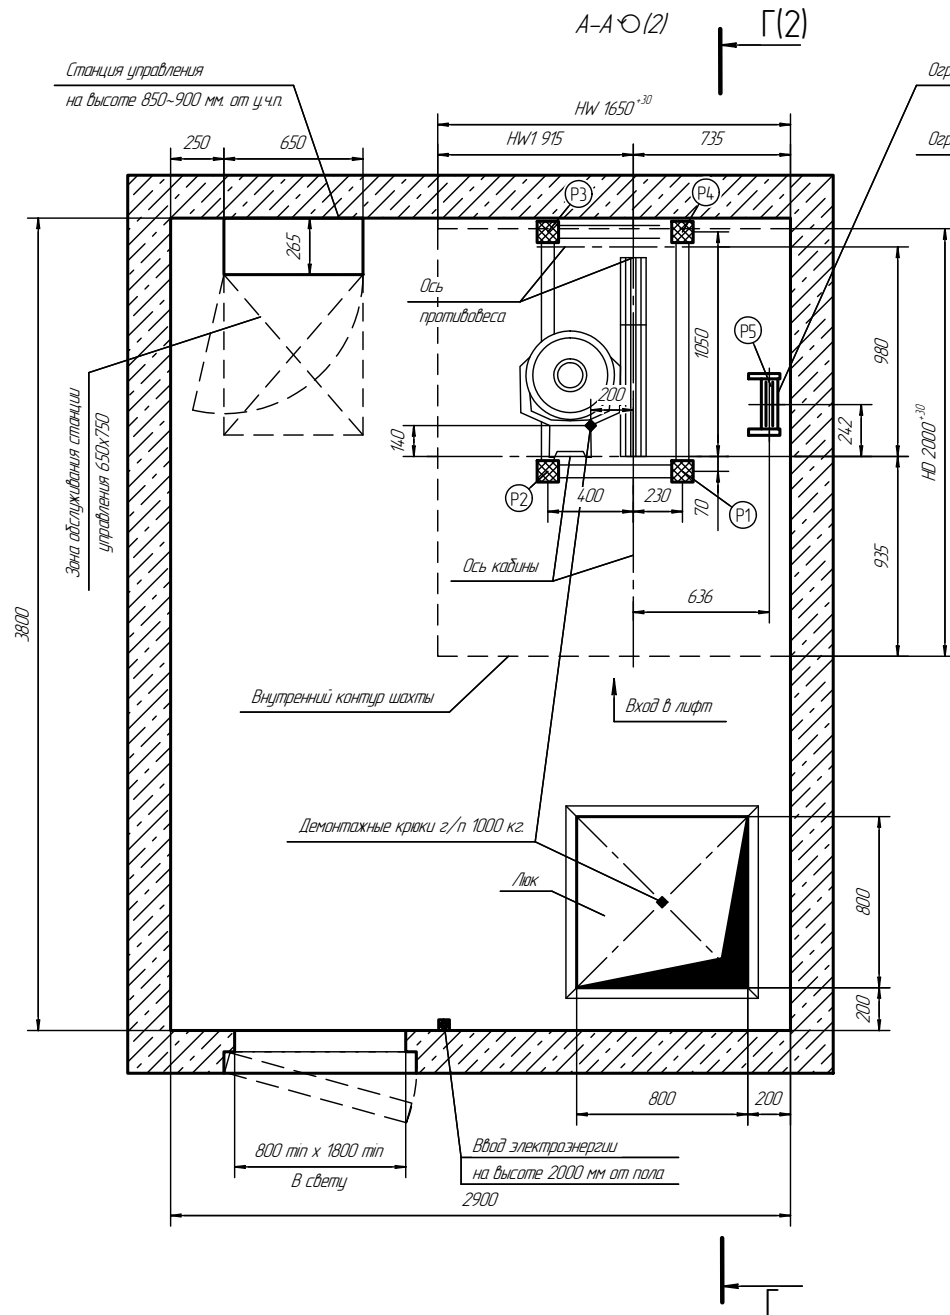 А-А (2)
Г(2)
Станция управления
на высоте 850~900 мм. от у.ч.п.
Огр
Огр
HW 1650+30
HW1 915
735
250
650
P3
P4
265
Ось
противовеса
1050
P5
980
200
242
HD 2000+30
140
Зона обслуживания станции
управления 650x750
P2
400
230
70
P1
935
Ось кабины
636
3800
Внутренний контур шахты
Вход в лифт
Демонтажные крюки г/п 1000 кг.
Люк
800
200
800
200
800 min x 1800 min
В свету
Ввод электроэнергии
на высоте 2000 мм от пола
2900
Г